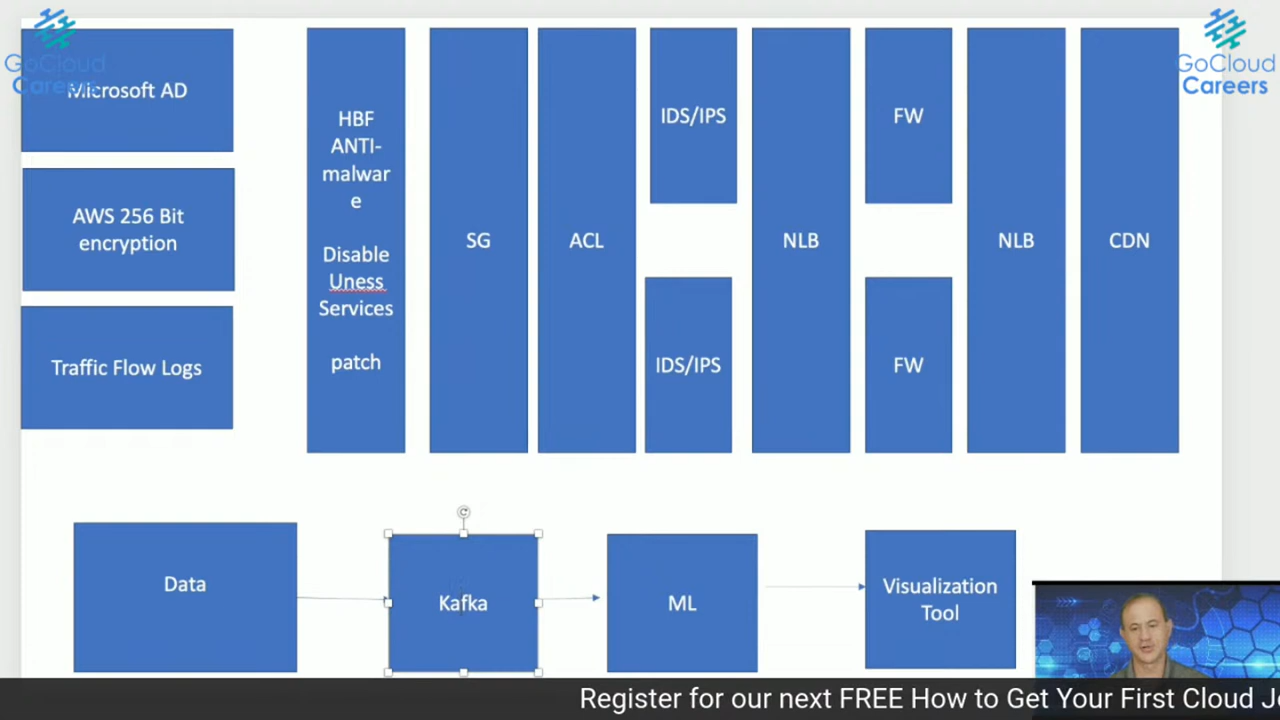 GoCloud
Careers
GoCloud
Careers
Microsoft AD
AWS 256 Bit
encryption
Traffic Flow Logs
HBF
ANTI-
malwar
e
Disable
Uness
Services
patch
SG
ACL
IDS/IPS
IDS/IPS
NLB
FW
FW
NLB
CDN
Data
Kafka
ML
Visualization
Tool
Register for our next FREE How to Get Your First Cloud J